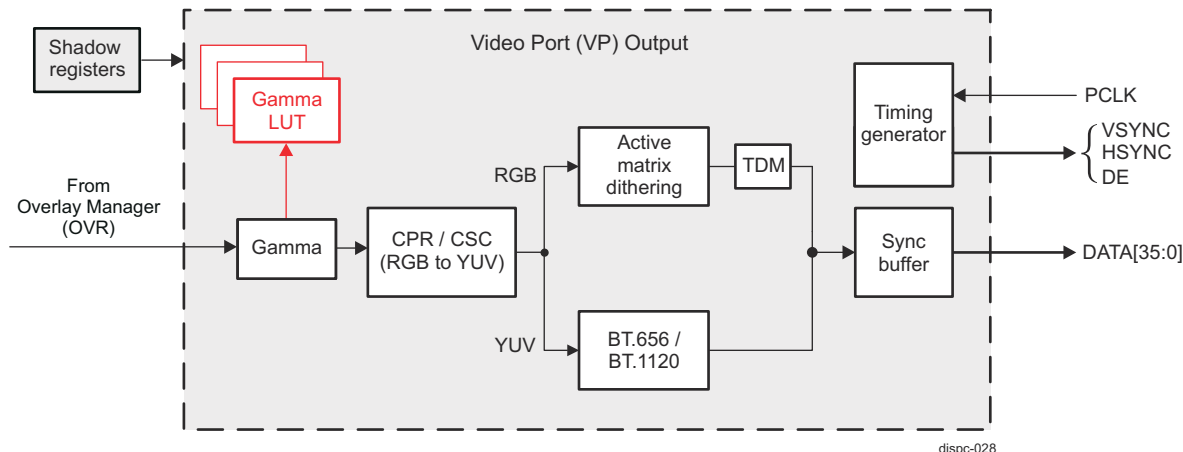 Shadow
registers
Video Port (VP) Output
Gamma
LUT
From
Overlay Manager
(OVR)
Gamma
CPR / CSC
(RGB to YUV)
RGB
Active
matrix
dithering
TDM
YUV
BT.656 /
BT.1120
Timing
generator
PCLK
VSYNC
HSYNC
DE
Sync
buffer
DATA[35:0]
dispc-028